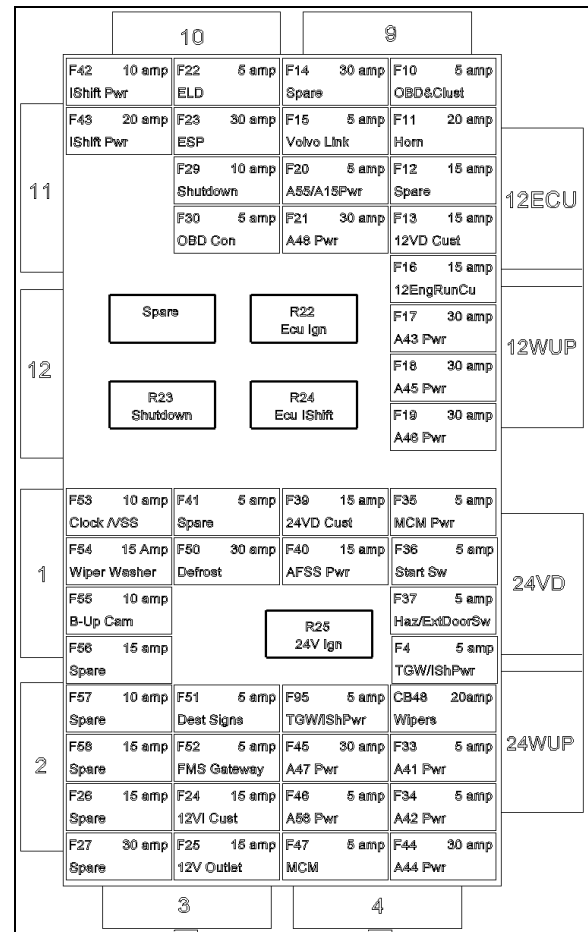 10 9
F42 10 amp F22 5 amp F14 30 amp F10 5 amp
IShift Pwr ELD Spare OBD&Clust
F43 20 amp F23 30 amp F15 5 amp F11 20 amp
IShift Pwr ESP Volvo Link Horn
F29 10 amp F20 5 amp F12 15 amp
11 Shutdown A55/A15Pwr Spare 12ECU
F30 5 amp F21 30 amp F13 15 amp
OBD Con A48 Pwr 12VD Cust
F16 15 amp
12EngRunCu
Spare R22 F17 30 amp
Ecu Ign A43 Pwr 12WUP
12 F18 30 amp
R23 R24 A45 Pwr
Shutdown Ecu IShift F19 30 amp
A46 Pwr
F53 10 amp F41 5 amp F39 15 amp F35 5 amp
Clock /VSS Spare 24VD Cust MCM Pwr
F54 15 Amp F50 30 amp F40 15 amp F36 5 amp
1 Wiper Washer Defrost AFSS Pwr Start Sw 24VD
F55 10 amp F37 5 amp
B-Up Cam R25 Haz/ExtDoorSw
F56 15 amp 24V Ign F4 5 amp
Spare TGW/IShPwr
F57 10 amp F51 5 amp F95 5 amp CB48 20amp
Spare Dest Signs TGW/IShPwr Wipers
2 F58 15 amp F52 5 amp F45 30 amp F33 5 amp 24WUP
Spare FMS Gateway A47 Pwr A41 Pwr
F26 15 amp F24 15 amp F46 5 amp F34 5 amp
Spare 12VI Cust A56 Pwr A42 Pwr
F27 30 amp F25 15 amp F47 5 amp F44 30 amp
Spare 12V Outlet MCM A44 Pwr
3 4